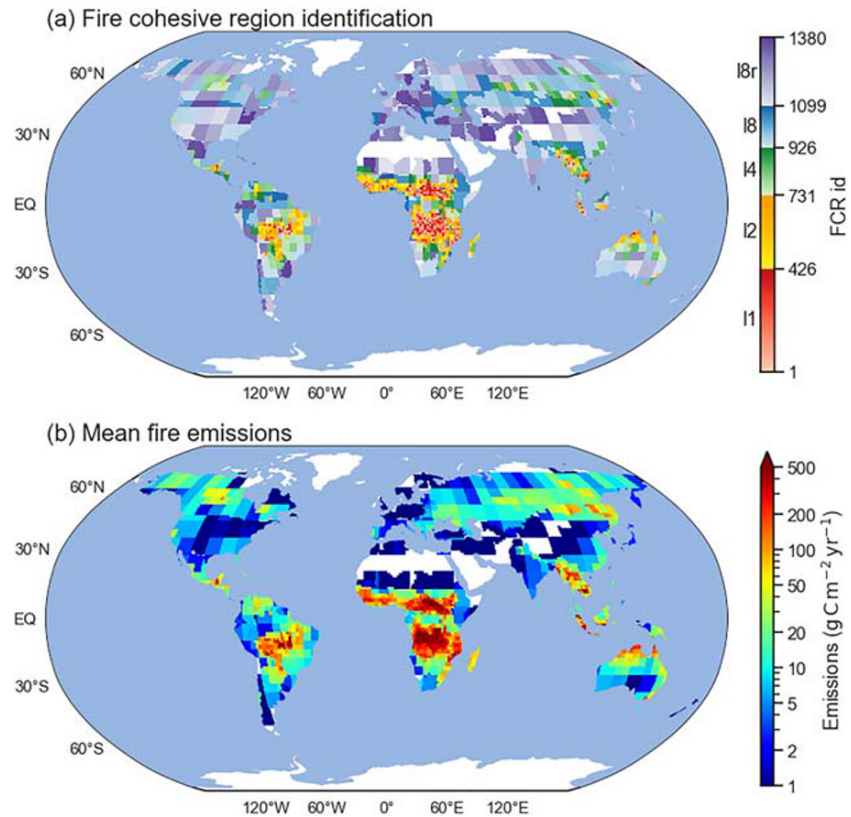 (a) Fire cohesive region identification
60°N
30°N
EQ
30°S
60°S
120°W 60°W 0° 60°E 120°E
l8r
l8
l4
l2
l1
1380
1099
926
731
426
1
FCR id
(b) Mean fire emissions
60°N
30°N
EQ
30°S
60°S
120°W 60°W 0° 60°E 120°E
500
200
100
50
20
10
5
2
1
Emissions (g C m⁻² yr⁻¹)